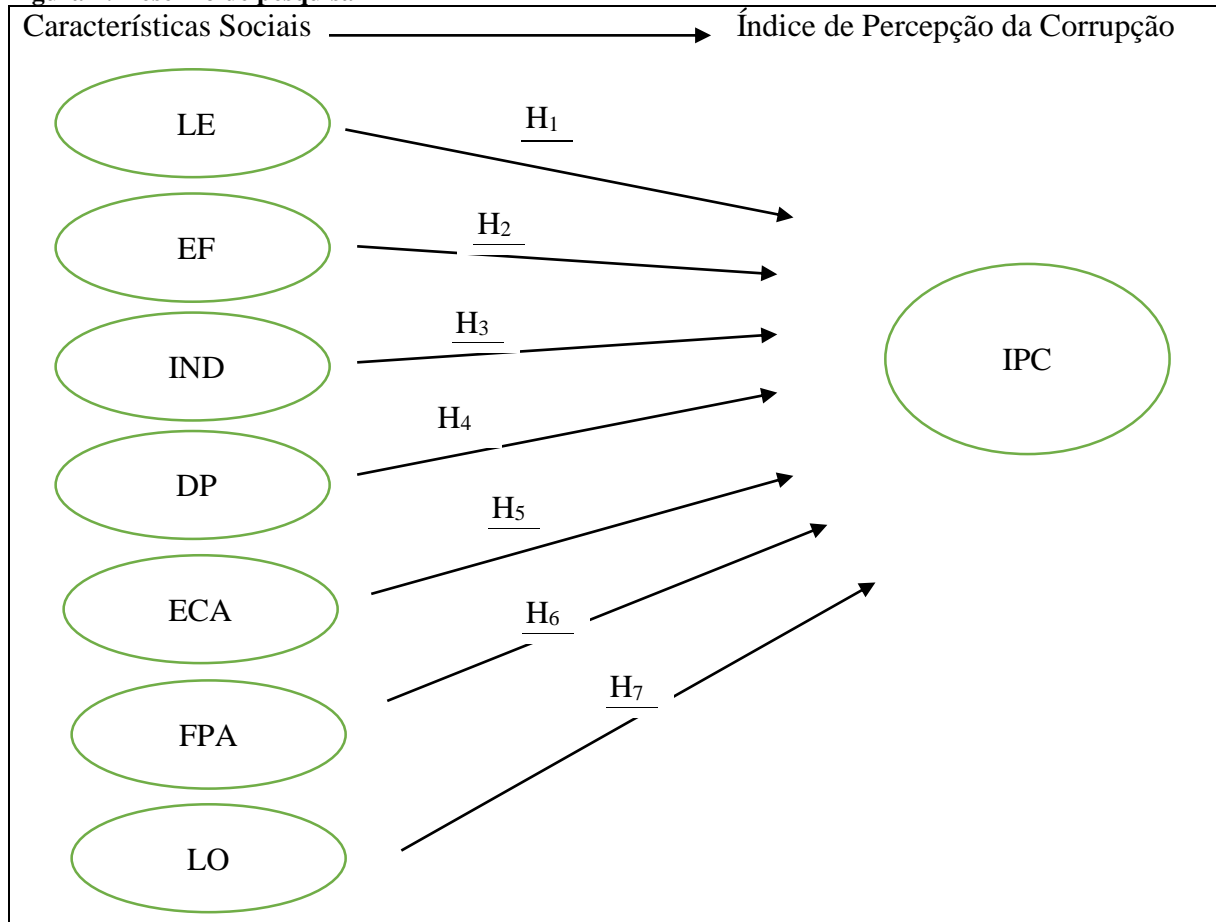 Características Sociais Índice de Percepção da Corrupção
LE
H1
EF
H2
IND
H3
IPC
DP
H4
ECA
H5
FPA
H6
LO
H7